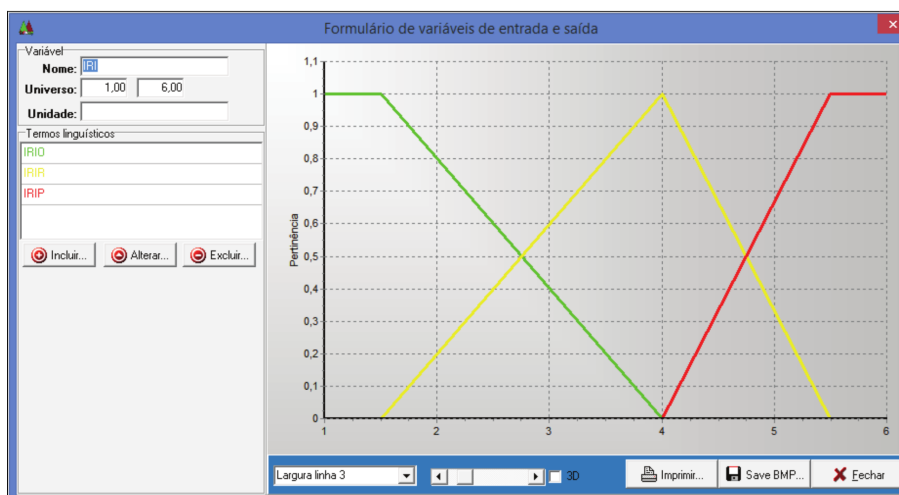 Formulário de variáveis de entrada e saída
Variável
Nome: IRI
Universo: 1,00 6,00
Unidade:
Termos linguísticos
IRIO
IRIR
IRIP
Incluir... Alterar... Excluir...
Pertinência
1,1
1
0,9
0,8
0,7
0,6
0,5
0,4
0,3
0,2
0,1
0
1 2 3 4 5 6
Largura linha 3 3D Imprimir... Save BMP... Fechar